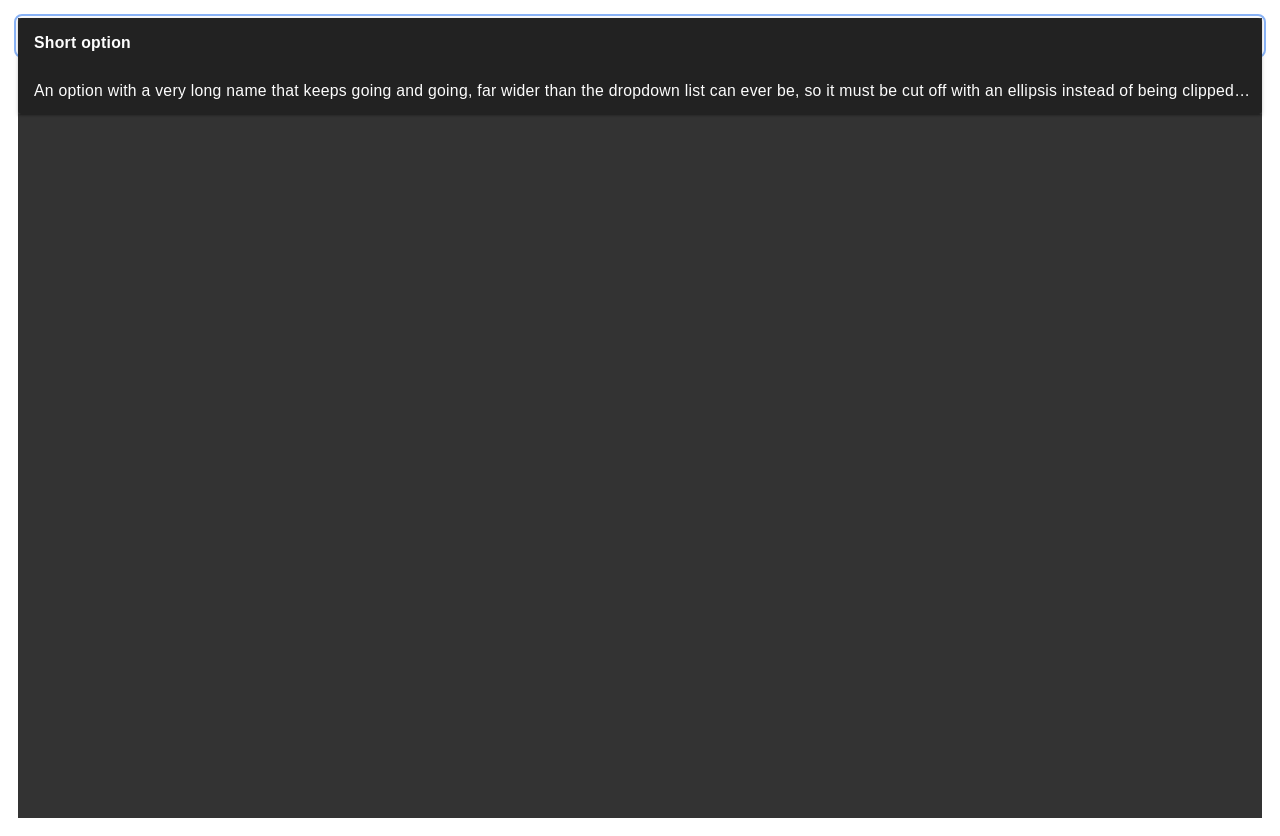 Short option
An option with a very long name that keeps going and going, far wider than the dropdown list can ever be, so it must be cut off with an ellipsis instead of being clipped…